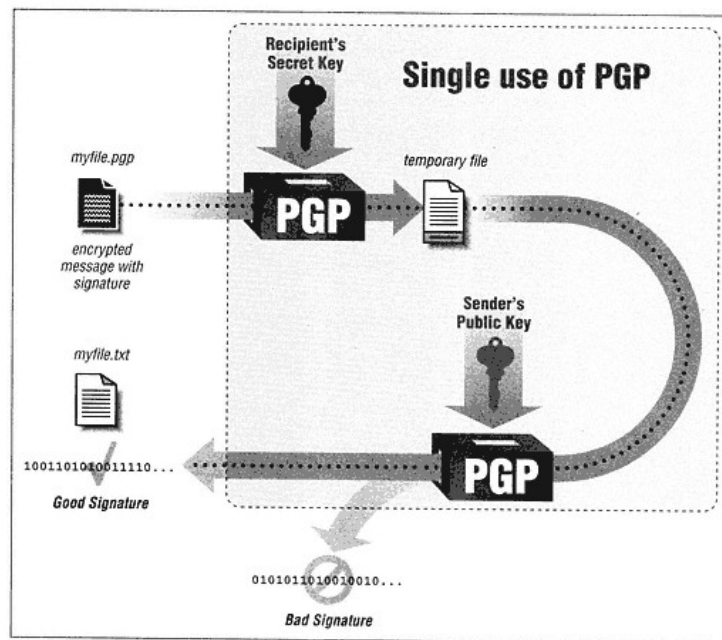 Recipient's
Secret Key
Single use of PGP
myfile.pgp
temporary file
PGP
encrypted
message with
signature
Sender's
Public Key
myfile.txt
1001101010011110...
PGP
Good Signature
0101011010010010...
Bad Signature